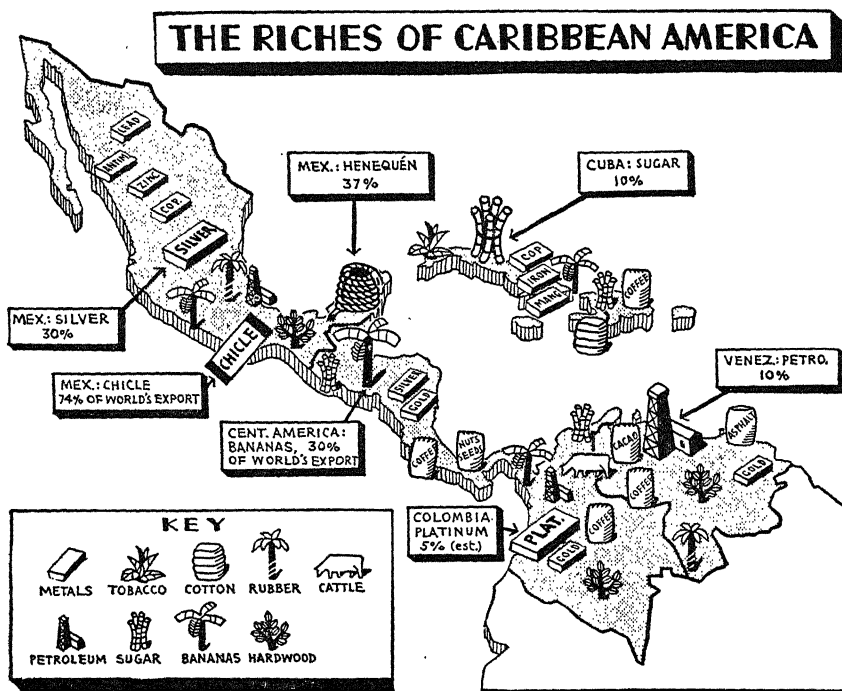 THE RICHES OF CARIBBEAN AMERICA
LEAD
ANTIM.
ZINC
COP.
SILVER
MEX.: HENEQUÉN
37%
CUBA: SUGAR
10%
COP
IRON
MANG
COFFEE
MEX.: SILVER
30%
CHICLE
MEX.: CHICLE
74% OF WORLD'S EXPORT
SILVER
GOLD
CENT. AMERICA:
BANANAS, 30%
OF WORLD'S EXPORT
VENEZ: PETRO.
10%
COFFEE
NUTS
SEEDS
CACAO
ASPHALT
GOLD
COFFEE
COLOMBIA-
PLATINUM
5% (est.)
PLAT.
COFFEE
GOLD
KEY
METALS TOBACCO COTTON RUBBER CATTLE
PETROLEUM SUGAR BANANAS HARDWOOD